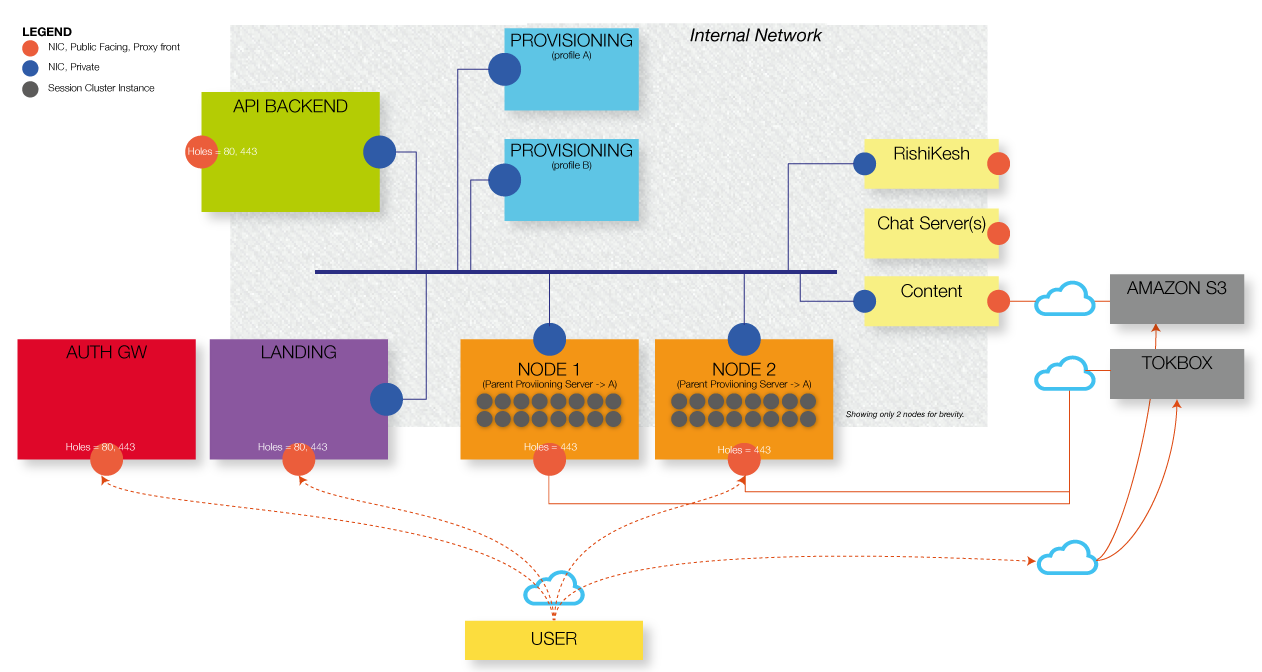 LEGEND
NIC, Public Facing, Proxy front
NIC, Private
Session Cluster Instance
Internal Network
PROVISIONING
(profile A)
API BACKEND
Holes = 80, 443
PROVISIONING
(profile B)
RishiKesh
Chat Server(s)
Content
AMAZON S3
TOKBOX
AUTH GW
Holes = 80, 443
LANDING
Holes = 80, 443
NODE 1
(Parent Proviioning Server -> A)
Holes = 443
NODE 2
(Parent Proviioning Server -> A)
Holes = 443
Showing only 2 nodes for brevity.
USER